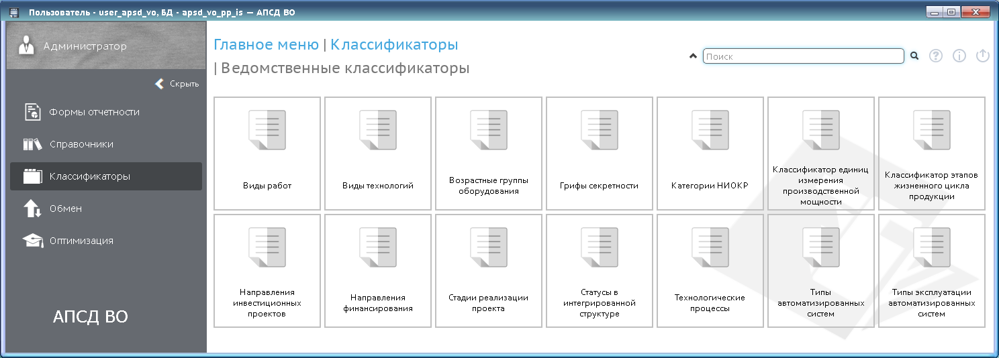 Пользователь - user_apsd_vo, БД - apsd_vo_pp_is — АПСД ВО
Администратор
Скрыть
Формы отчетности
Справочники
Классификаторы
Обмен
Оптимизация
АПСД ВО
Главное меню | Классификаторы
| Ведомственные классификаторы
Поиск
Виды работ
Виды технологий
Возрастные группы
оборудования
Грифы секретности
Категории НИОКР
Классификатор единиц
измерения
производственной
мощности
Классификатор этапов
жизненного цикла
продукции
Направления
инвестиционных
проектов
Направления
финансирования
Стадии реализации
проекта
Статусы в
интегрированной
структуре
Технологические
процессы
Типы
автоматизированных
систем
Типы эксплуатации
автоматизированных
систем